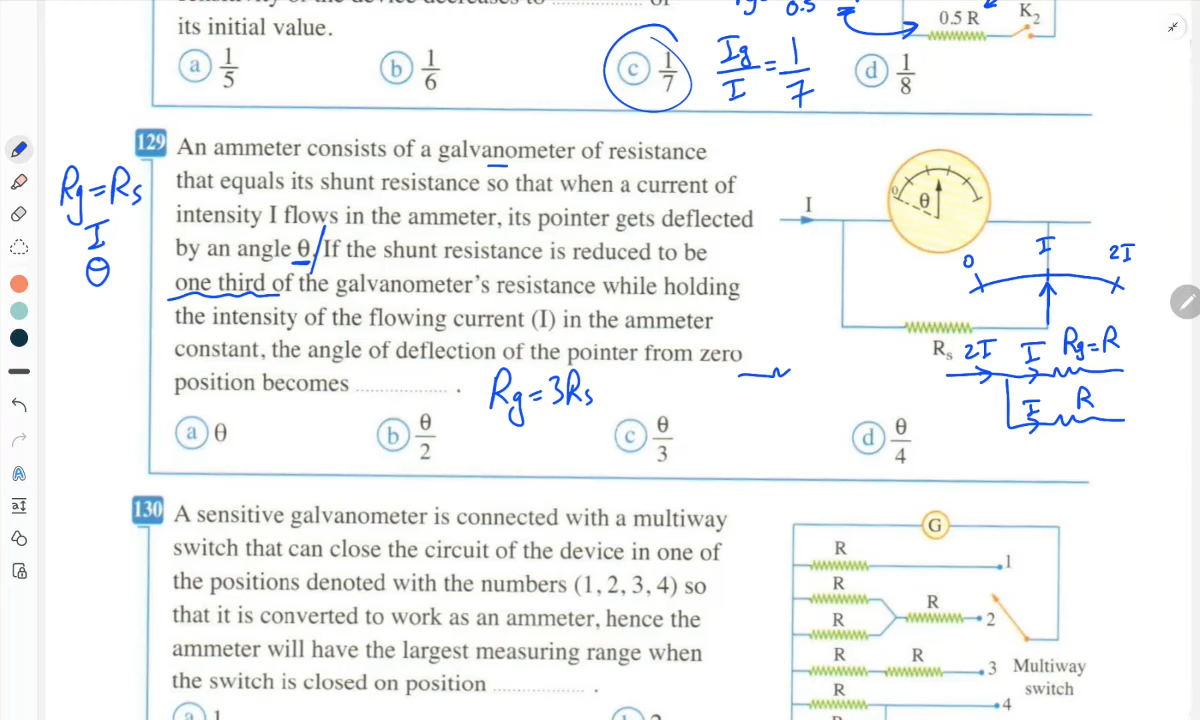 its initial value.
a 1/5
b 1/6
c 1/7
Ig/I = 1/7
d 1/8
0.5
0.5 R K₂
129 An ammeter consists of a galvanometer of resistance
that equals its shunt resistance so that when a current of
intensity I flows in the ammeter, its pointer gets deflected
by an angle θ. If the shunt resistance is reduced to be
one third of the galvanometer's resistance while holding
the intensity of the flowing current (I) in the ammeter
constant, the angle of deflection of the pointer from zero
position becomes ................ .
Rg = Rs
I
θ
Rg = 3Rs
I
0
θ
0 I 2I
Rs
2I I Rg = R
I R
a θ
b θ/2
c θ/3
d θ/4
130 A sensitive galvanometer is connected with a multiway
switch that can close the circuit of the device in one of
the positions denoted with the numbers (1, 2, 3, 4) so
that it is converted to work as an ammeter, hence the
ammeter will have the largest measuring range when
the switch is closed on position ................ .
G
R 1
R
R 2
R
R R 3
Multiway
switch
R 4
a 1